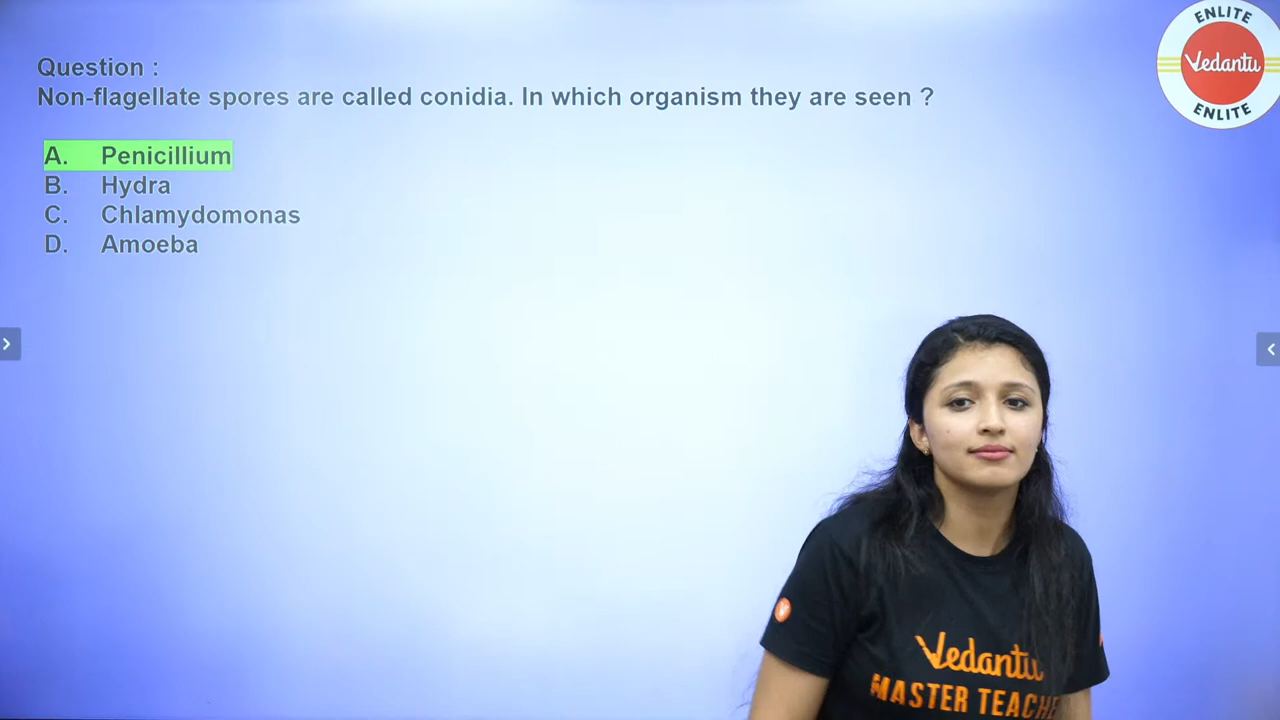 Question :
Non-flagellate spores are called conidia. In which organism they are seen ?
A. Penicillium
B. Hydra
C. Chlamydomonas
D. Amoeba
ENLITE
Vedantu
ENLITE
Vedantu
MASTER TEACHE